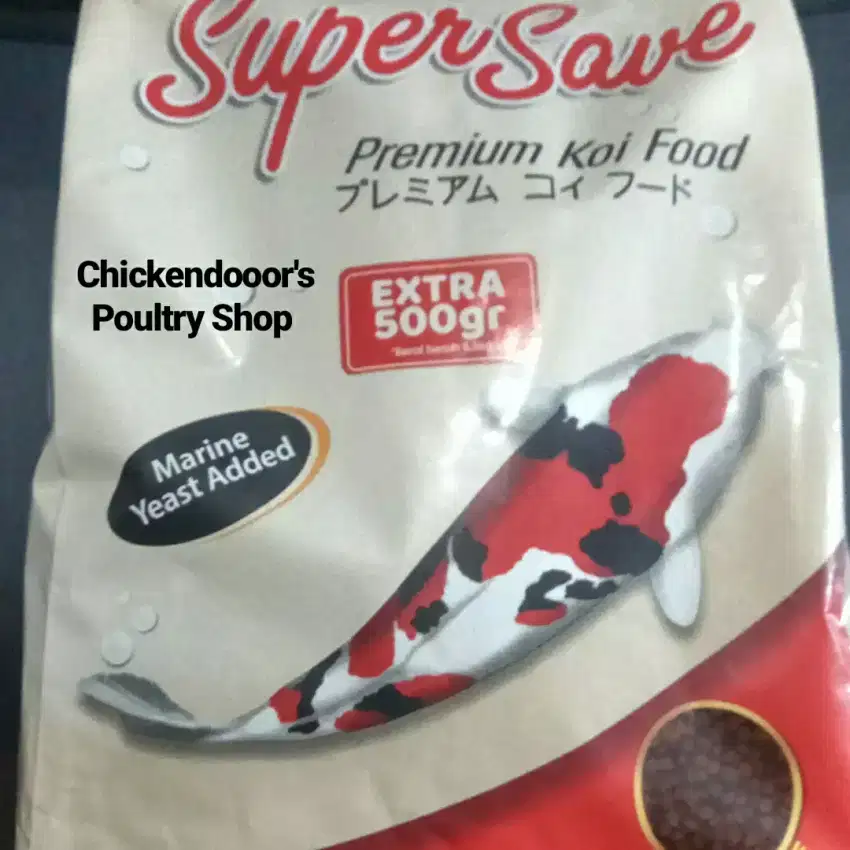 SuperSave
Premium Koi Food
プレミアム コイ フード
Chickendooor's
Poultry Shop
EXTRA
500gr
Marine
Yeast Added